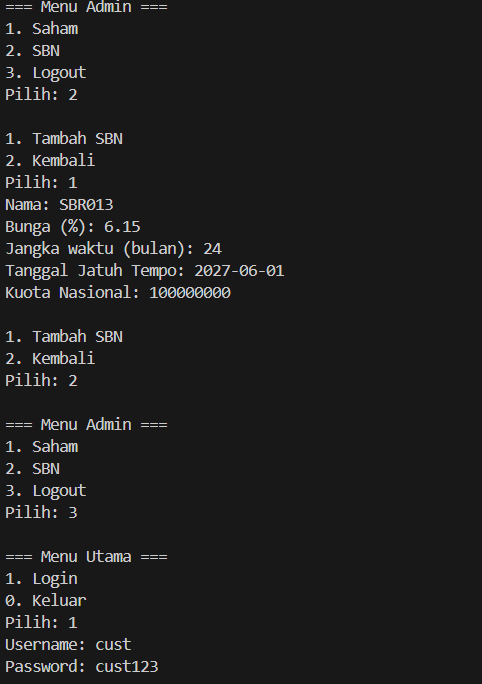 === Menu Admin ===
1. Saham
2. SBN
3. Logout
Pilih: 2
1. Tambah SBN
2. Kembali
Pilih: 1
Nama: SBR013
Bunga (%): 6.15
Jangka waktu (bulan): 24
Tanggal Jatuh Tempo: 2027-06-01
Kuota Nasional: 100000000
1. Tambah SBN
2. Kembali
Pilih: 2
=== Menu Admin ===
1. Saham
2. SBN
3. Logout
Pilih: 3
=== Menu Utama ===
1. Login
0. Keluar
Pilih: 1
Username: cust
Password: cust123